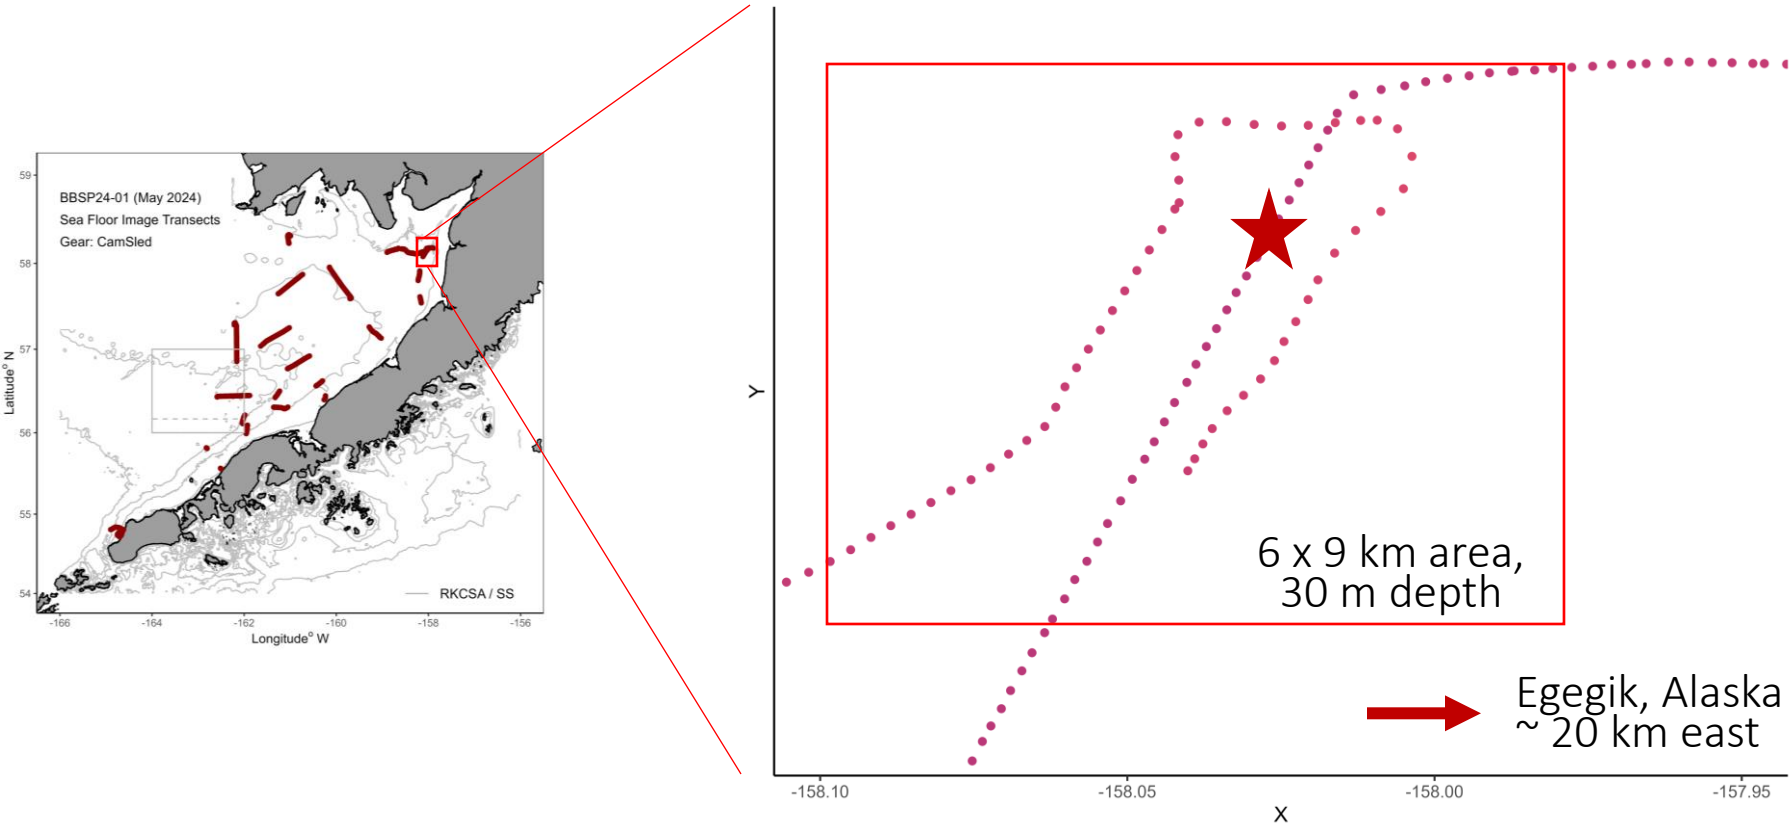 BBSP24-01 (May 2024)
Sea Floor Image Transects
Gear: CamSled
59
58
57
56
55
54
Latitude° N
RKCSA / SS
-166
-164
-162
-160
-158
-156
Longitude° W
Y
6 x 9 km area,
30 m depth
Egegik, Alaska
~ 20 km east
-158.10
-158.05
-158.00
-157.95
X